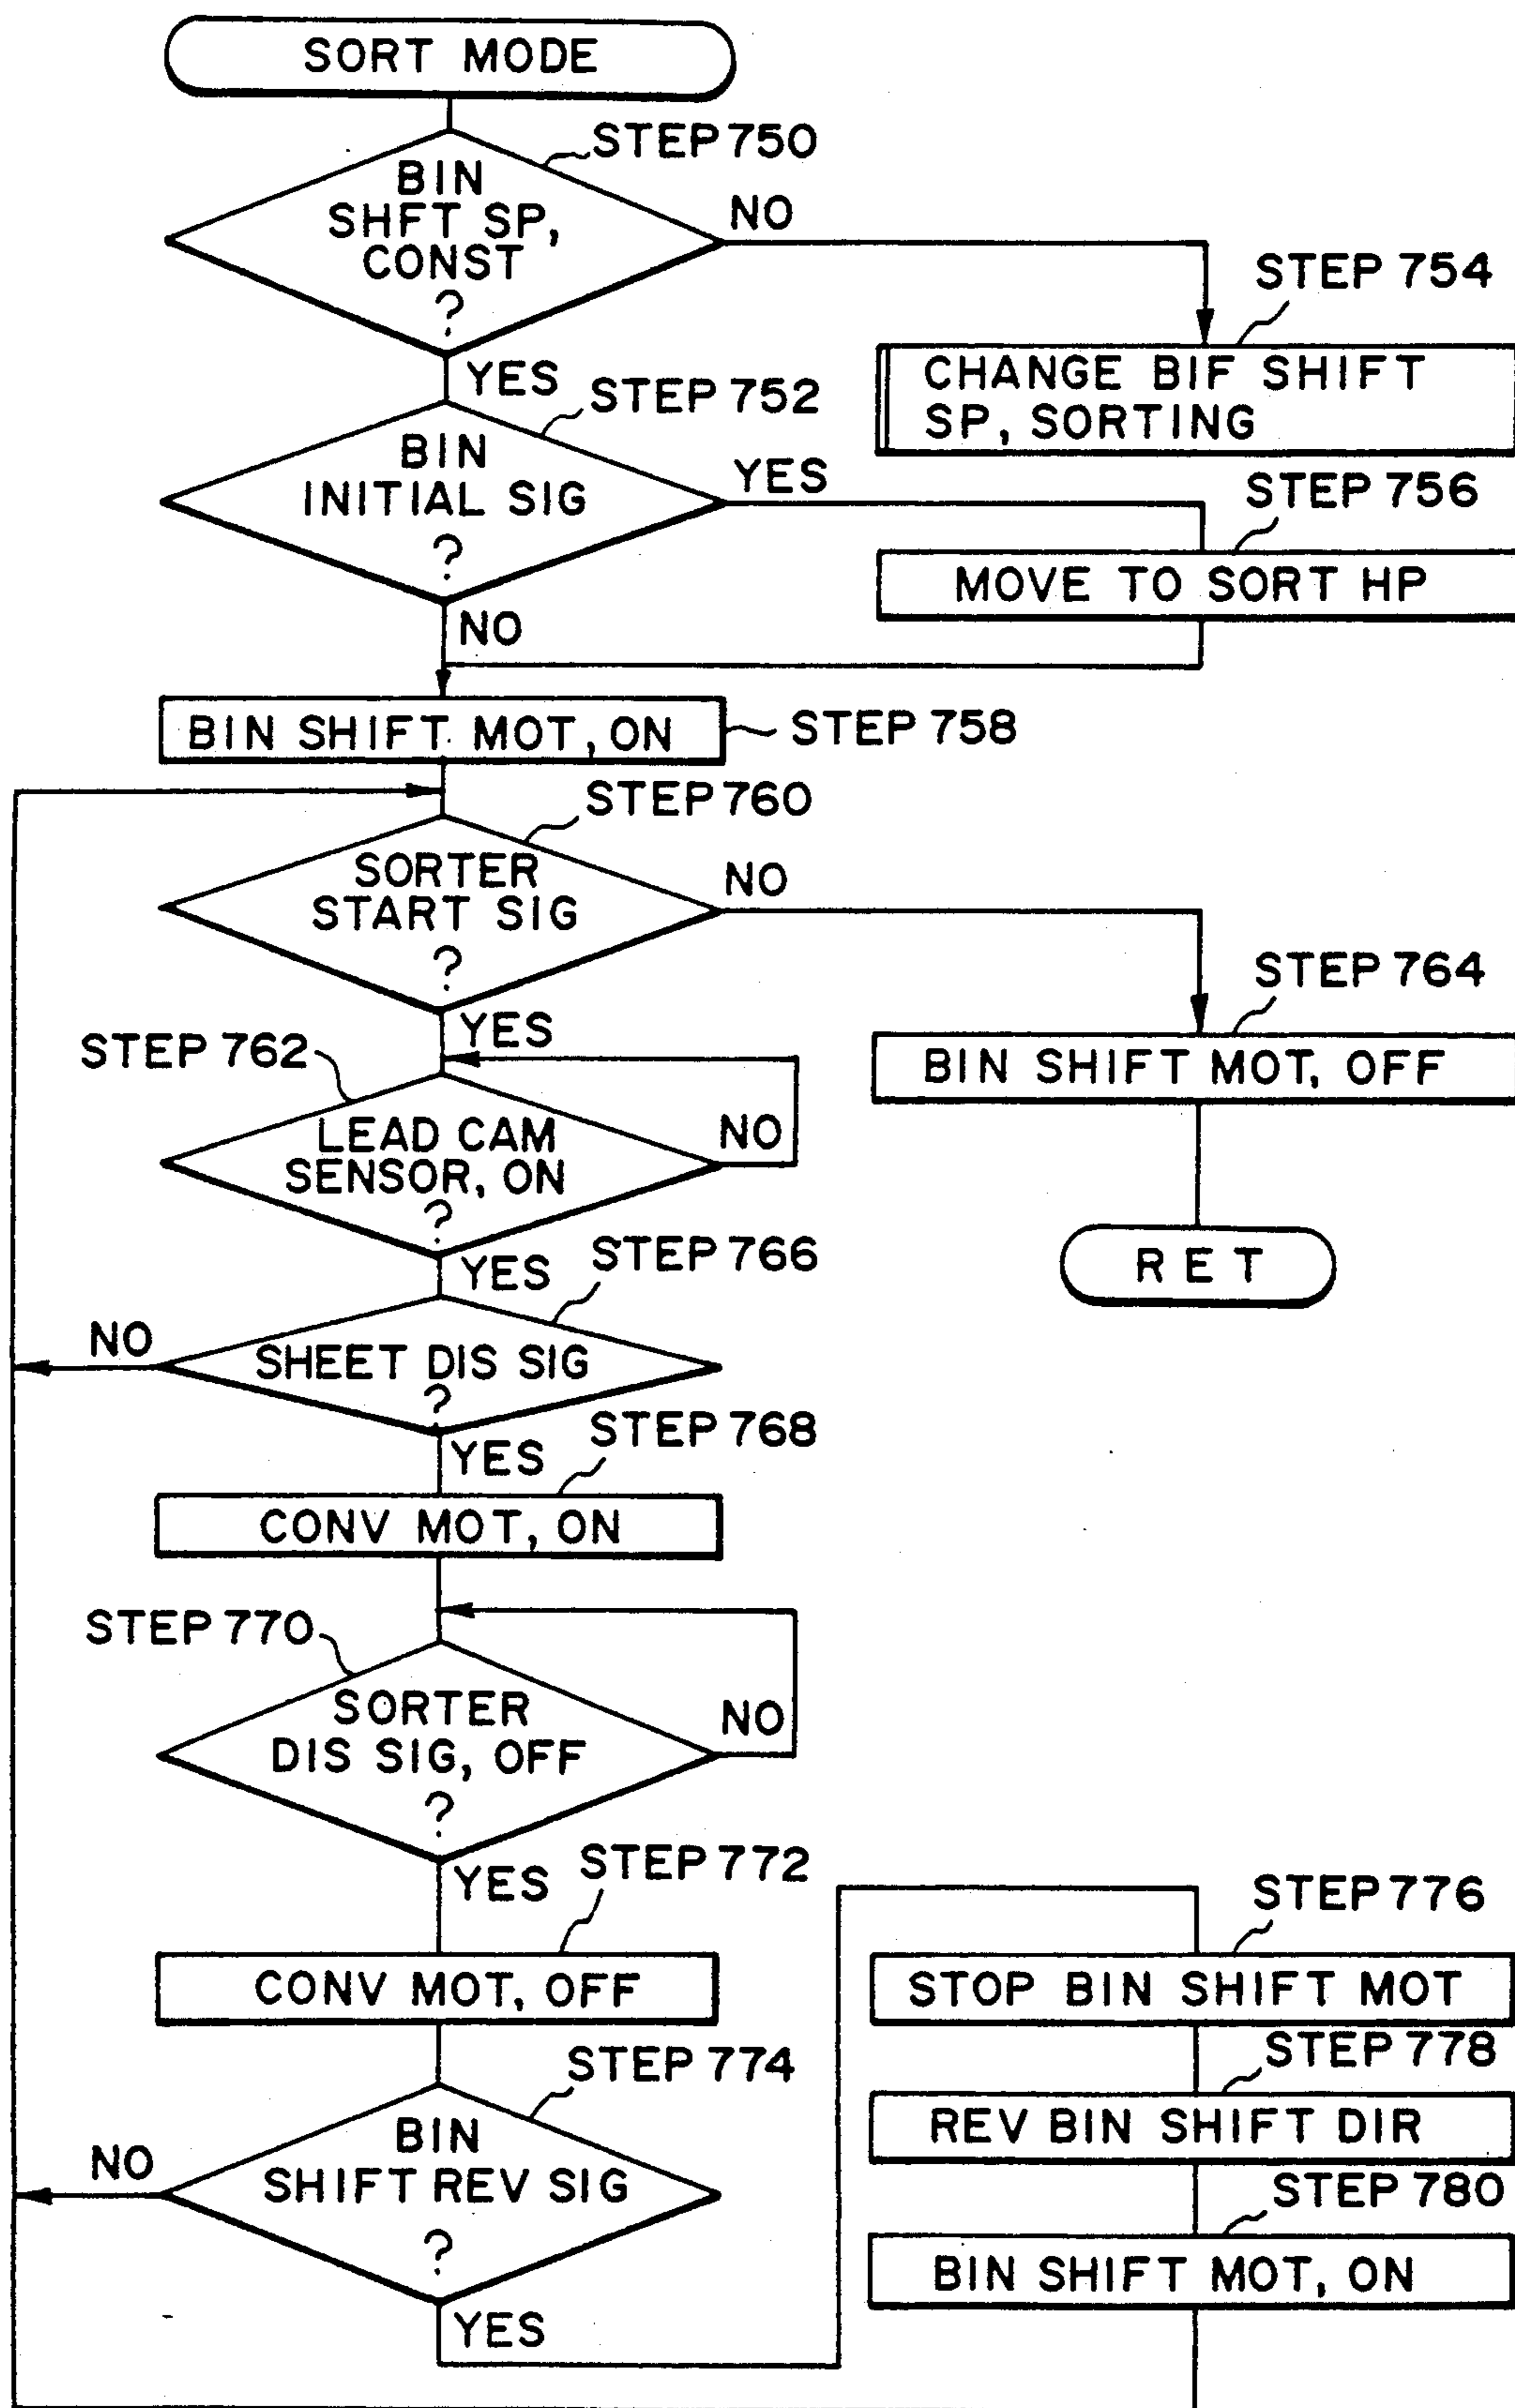 SORT MODE
STEP 750
BIN
SHFT SP,
CONST
?
NO
YES
STEP 754
CHANGE BIF SHIFT
SP, SORTING
STEP 752
BIN
INITIAL SIG
?
YES
NO
STEP 756
MOVE TO SORT HP
BIN SHIFT MOT, ON
STEP 758
STEP 760
SORTER
START SIG
?
NO
YES
STEP 764
BIN SHIFT MOT, OFF
RET
STEP 762
LEAD CAM
SENSOR, ON
?
NO
YES
STEP 766
SHEET DIS SIG
?
NO
YES
STEP 768
CONV MOT, ON
STEP 770
SORTER
DIS SIG, OFF
?
NO
YES
STEP 772
CONV MOT, OFF
STEP 774
BIN
SHIFT REV SIG
?
NO
YES
STEP 776
STOP BIN SHIFT MOT
STEP 778
REV BIN SHIFT DIR
STEP 780
BIN SHIFT MOT, ON